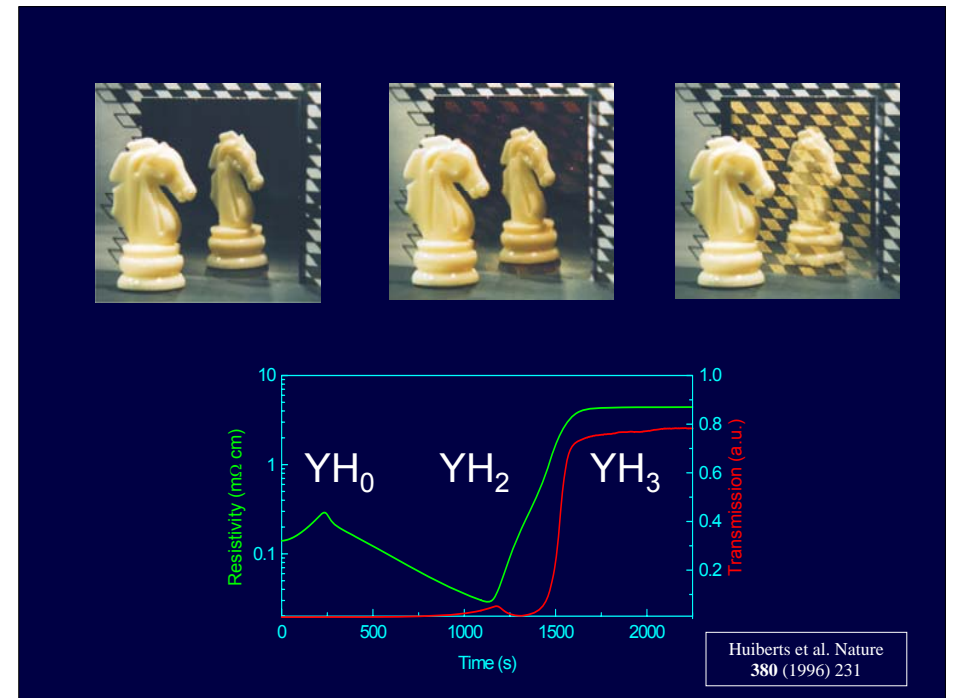 10
1
0.1
Resistivity (mΩ cm)
YH₀
YH₂
YH₃
1.0
0.8
0.6
0.4
0.2
Transmission (a.u.)
0 500 1000 1500 2000
Time (s)
Huiberts et al. Nature
380 (1996) 231